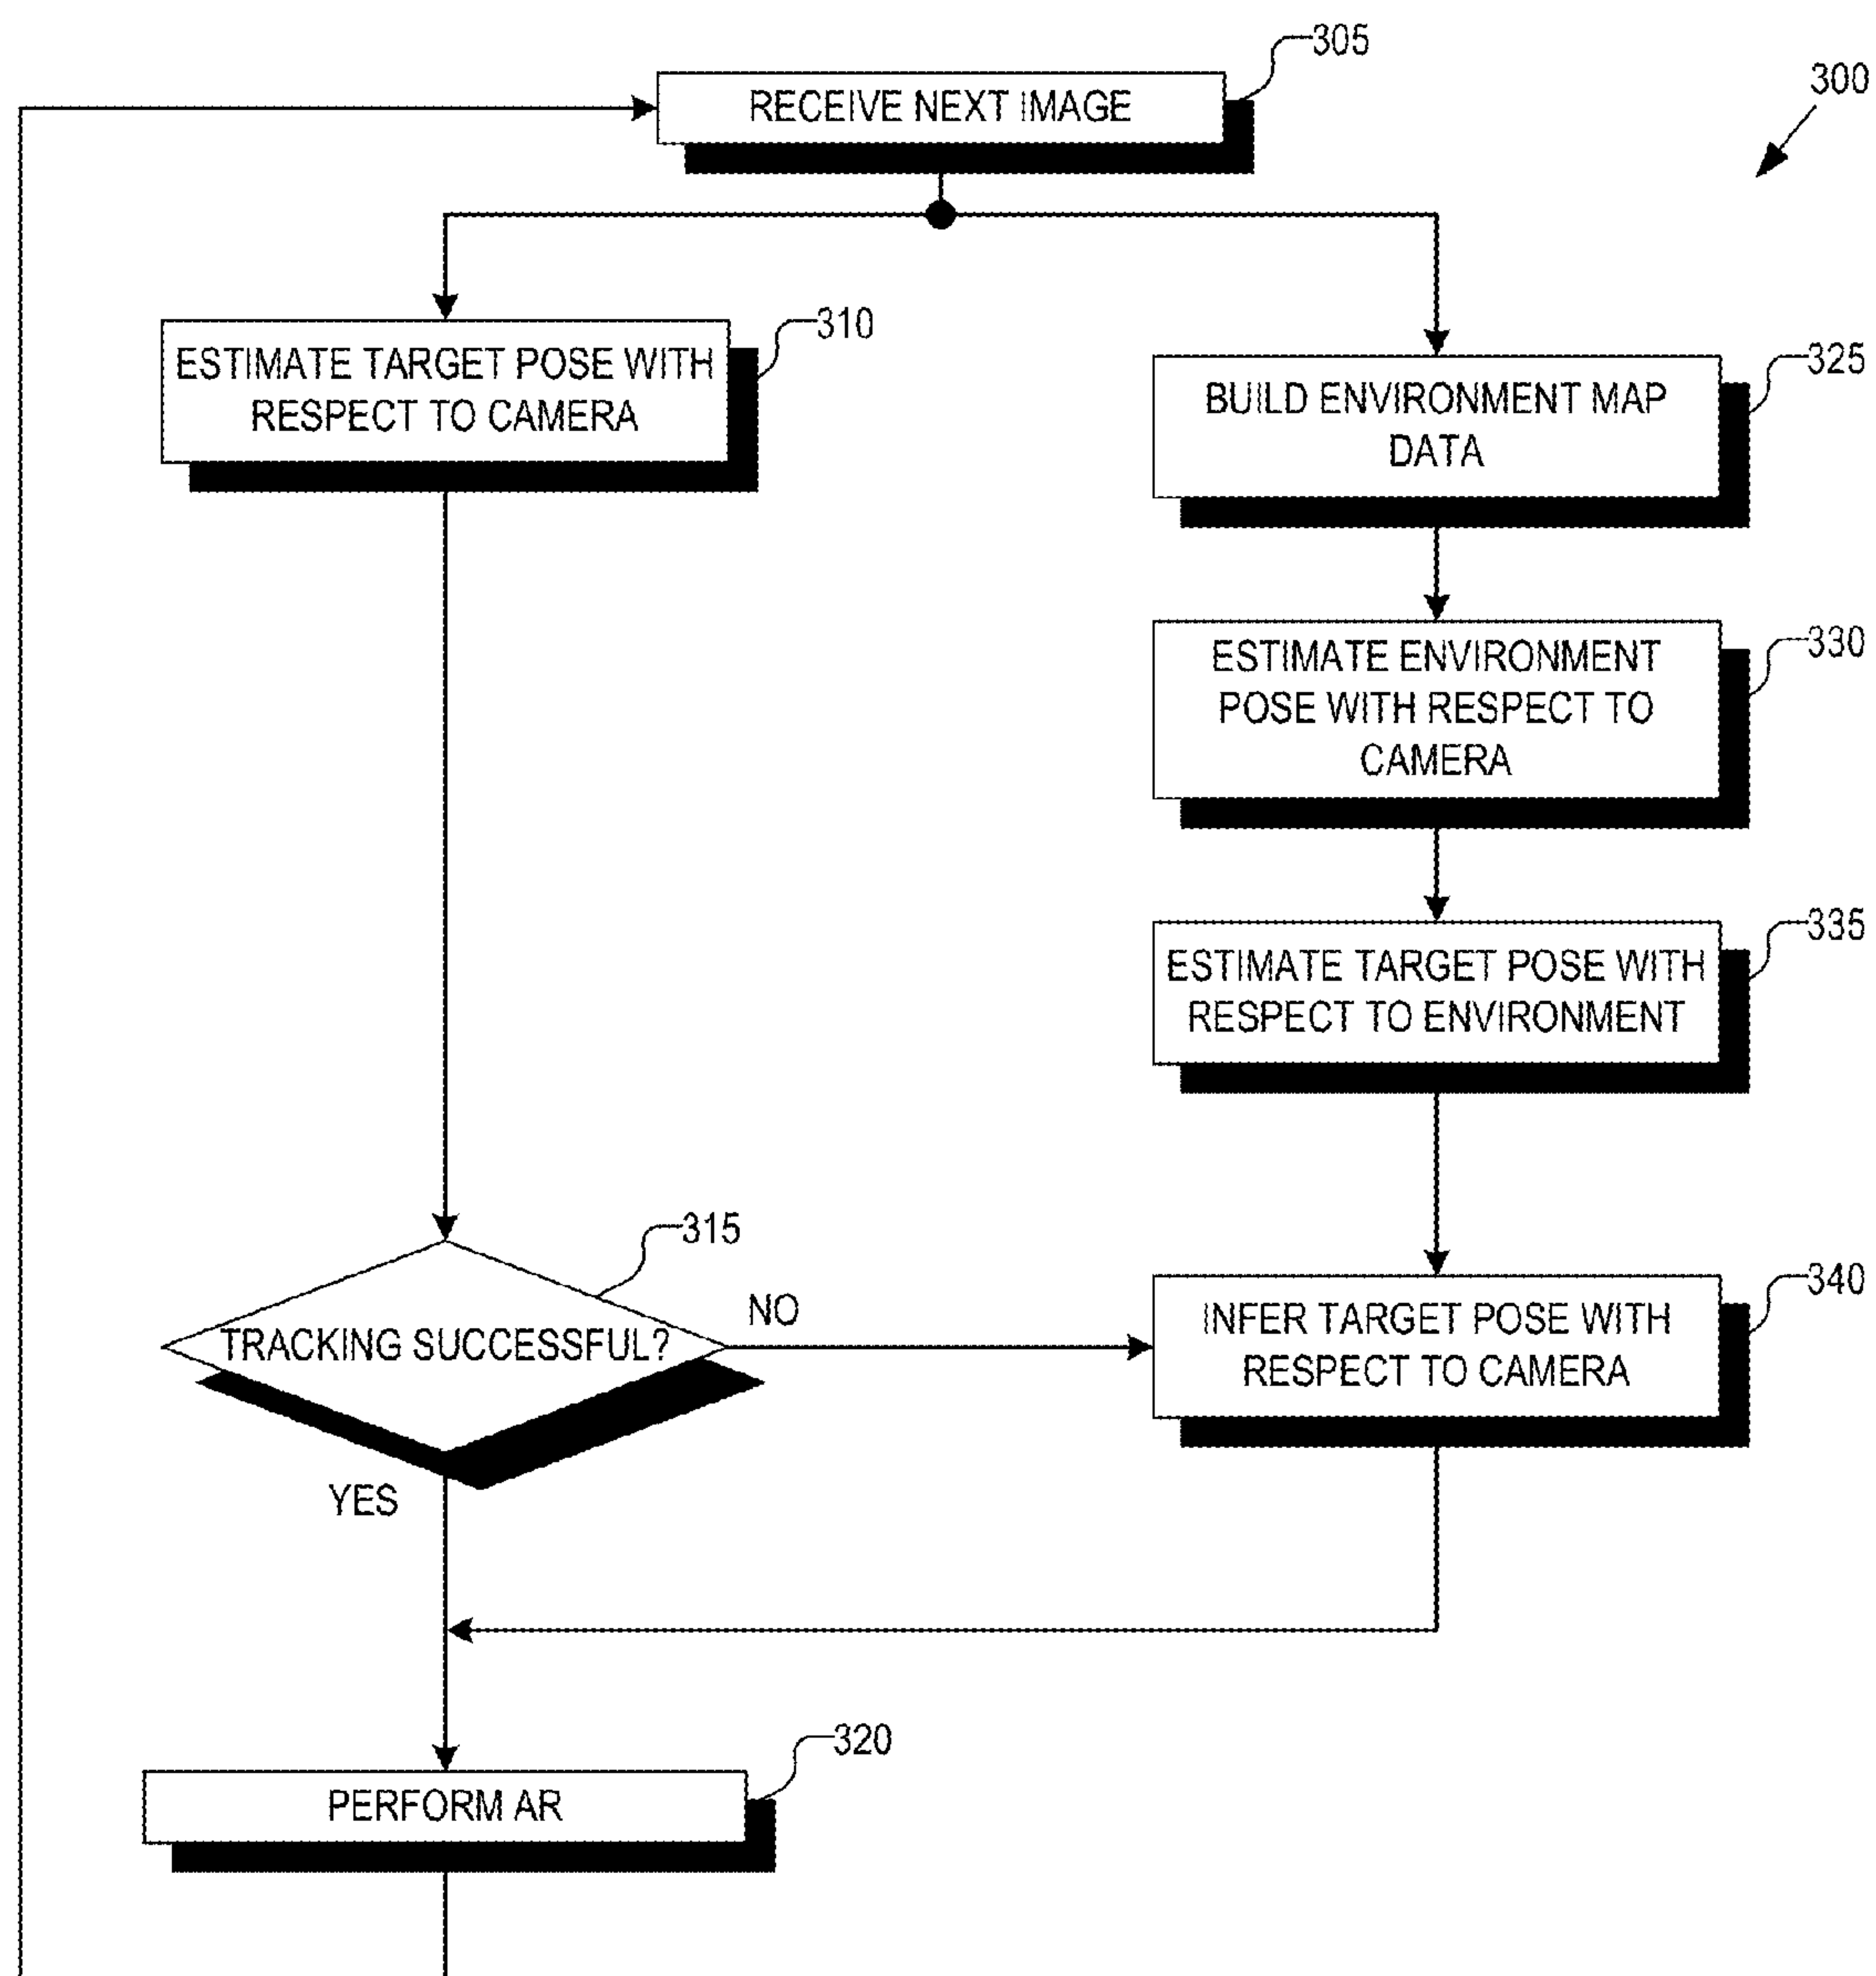 305
300
RECEIVE NEXT IMAGE
310
ESTIMATE TARGET POSE WITH
RESPECT TO CAMERA
325
BUILD ENVIRONMENT MAP
DATA
330
ESTIMATE ENVIRONMENT
POSE WITH RESPECT TO
CAMERA
335
ESTIMATE TARGET POSE WITH
RESPECT TO ENVIRONMENT
315
TRACKING SUCCESSFUL?
NO
340
INFER TARGET POSE WITH
RESPECT TO CAMERA
YES
320
PERFORM AR